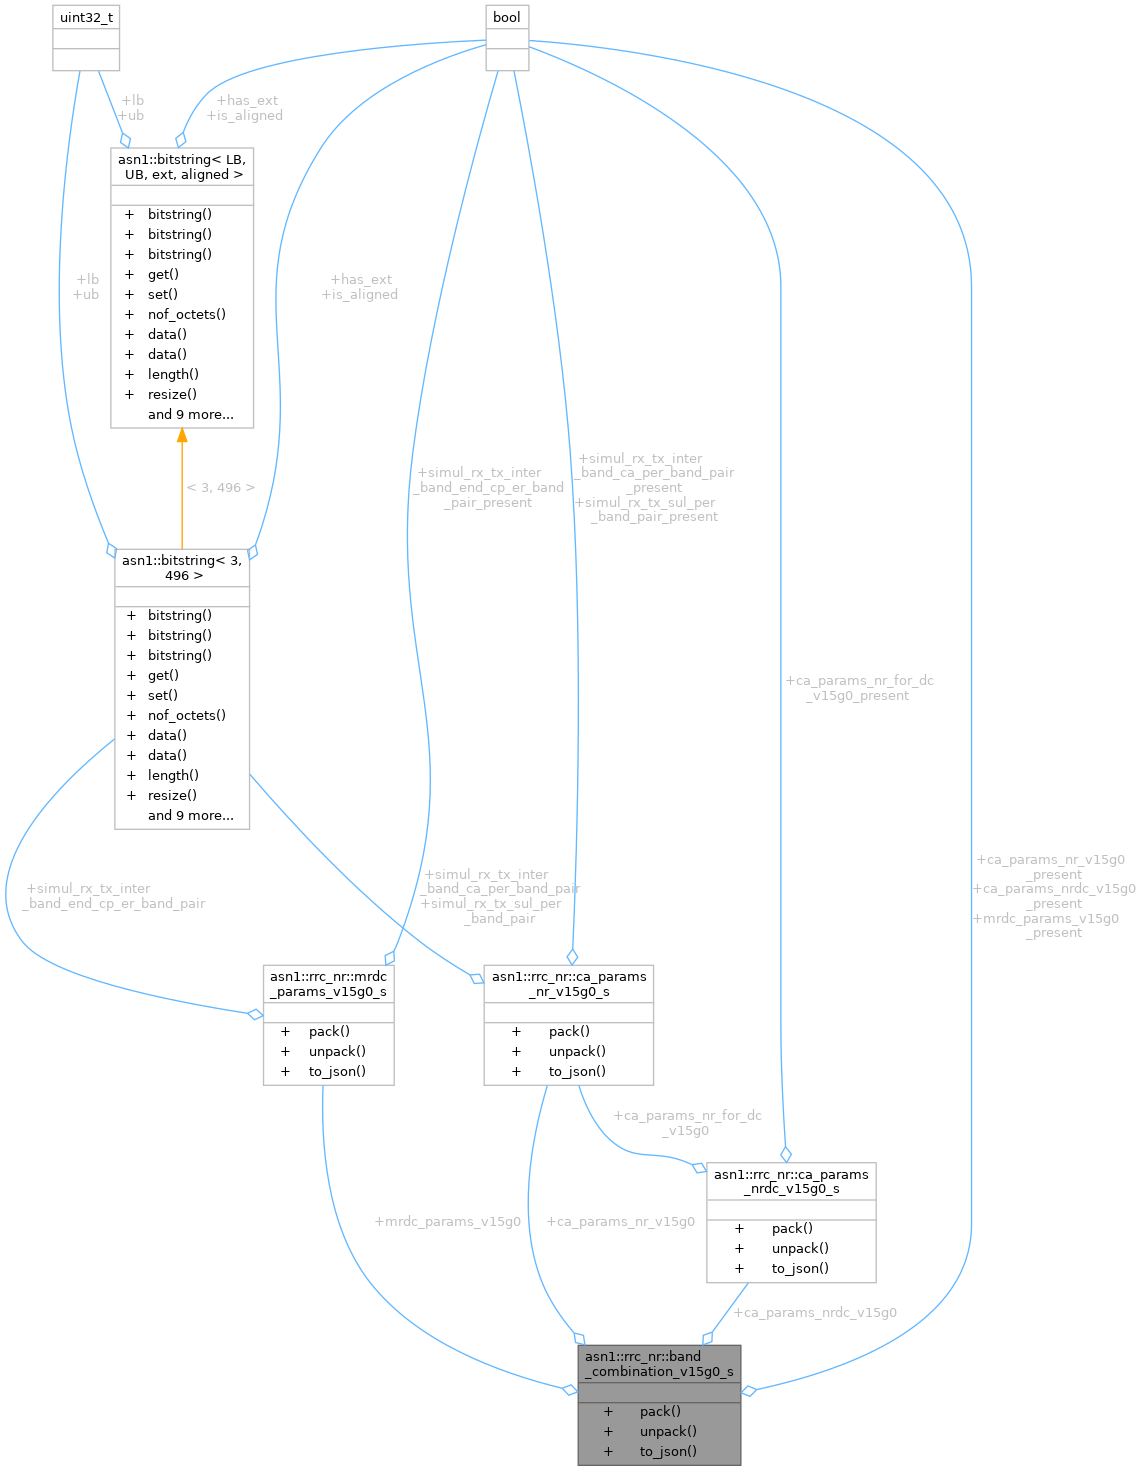 uint32_t
bool
+lb
+ub
+has_ext
+is_aligned
asn1::bitstring< LB,
UB, ext, aligned >
+ bitstring()
+ bitstring()
+ bitstring()
+ get()
+ set()
+ nof_octets()
+ data()
+ data()
+ length()
+ resize()
and 9 more...
+lb
+ub
+has_ext
+is_aligned
< 3, 496 >
+simul_rx_tx_inter
_band_end_cp_er_band
_pair_present
+simul_rx_tx_inter
_band_ca_per_band_pair
_present
+simul_rx_tx_sul_per
_band_pair_present
asn1::bitstring< 3,
496 >
+ bitstring()
+ bitstring()
+ bitstring()
+ get()
+ set()
+ nof_octets()
+ data()
+ data()
+ length()
+ resize()
and 9 more...
+ca_params_nr_for_dc
_v15g0_present
+simul_rx_tx_inter
_band_end_cp_er_band_pair
+simul_rx_tx_inter
_band_ca_per_band_pair
+simul_rx_tx_sul_per
_band_pair
+ca_params_nr_v15g0
_present
+ca_params_nrdc_v15g0
_present
+mrdc_params_v15g0
_present
asn1::rrc_nr::mrdc
_params_v15g0_s
+ pack()
+ unpack()
+ to_json()
asn1::rrc_nr::ca_params
_nr_v15g0_s
+ pack()
+ unpack()
+ to_json()
+ca_params_nr_for_dc
_v15g0
asn1::rrc_nr::ca_params
_nrdc_v15g0_s
+ pack()
+ unpack()
+ to_json()
+mrdc_params_v15g0
+ca_params_nr_v15g0
+ca_params_nrdc_v15g0
asn1::rrc_nr::band
_combination_v15g0_s
+ pack()
+ unpack()
+ to_json()